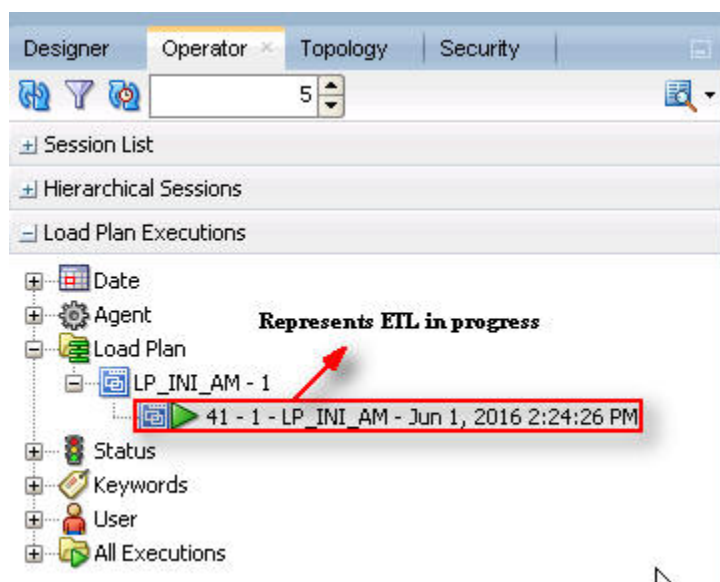 Designer Operator Topology Security
5
Session List
Hierarchical Sessions
Load Plan Executions
Date
Agent
Represents ETL in progress
Load Plan
LP_INI_AM - 1
41 - 1 - LP_INI_AM - Jun 1, 2016 2:24:26 PM
Status
Keywords
User
All Executions